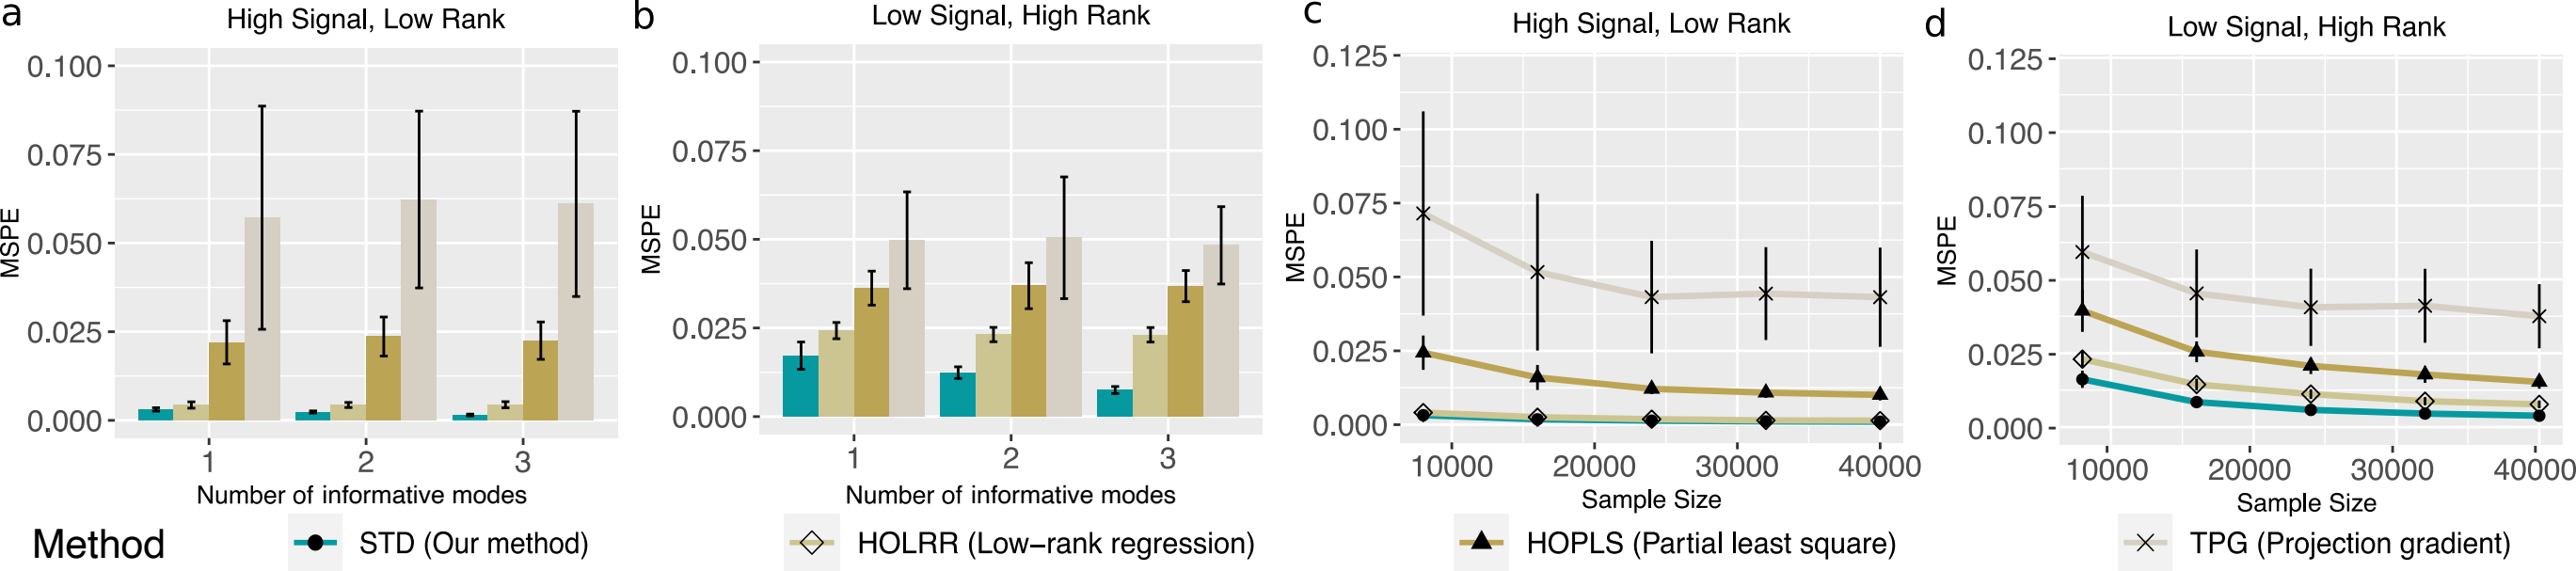 a
High Signal, Low Rank
0.100
0.075
0.050
0.025
0.000
MSPE
1 2 3
Number of informative modes
b
Low Signal, High Rank
0.100
0.075
0.050
0.025
0.000
MSPE
1 2 3
Number of informative modes
c
High Signal, Low Rank
0.125
0.100
0.075
0.050
0.025
0.000
MSPE
10000 20000 30000 40000
Sample Size
d
Low Signal, High Rank
0.125
0.100
0.075
0.050
0.025
0.000
MSPE
10000 20000 30000 40000
Sample Size
Method STD (Our method) HOLRR (Low−rank regression) HOPLS (Partial least square) TPG (Projection gradient)